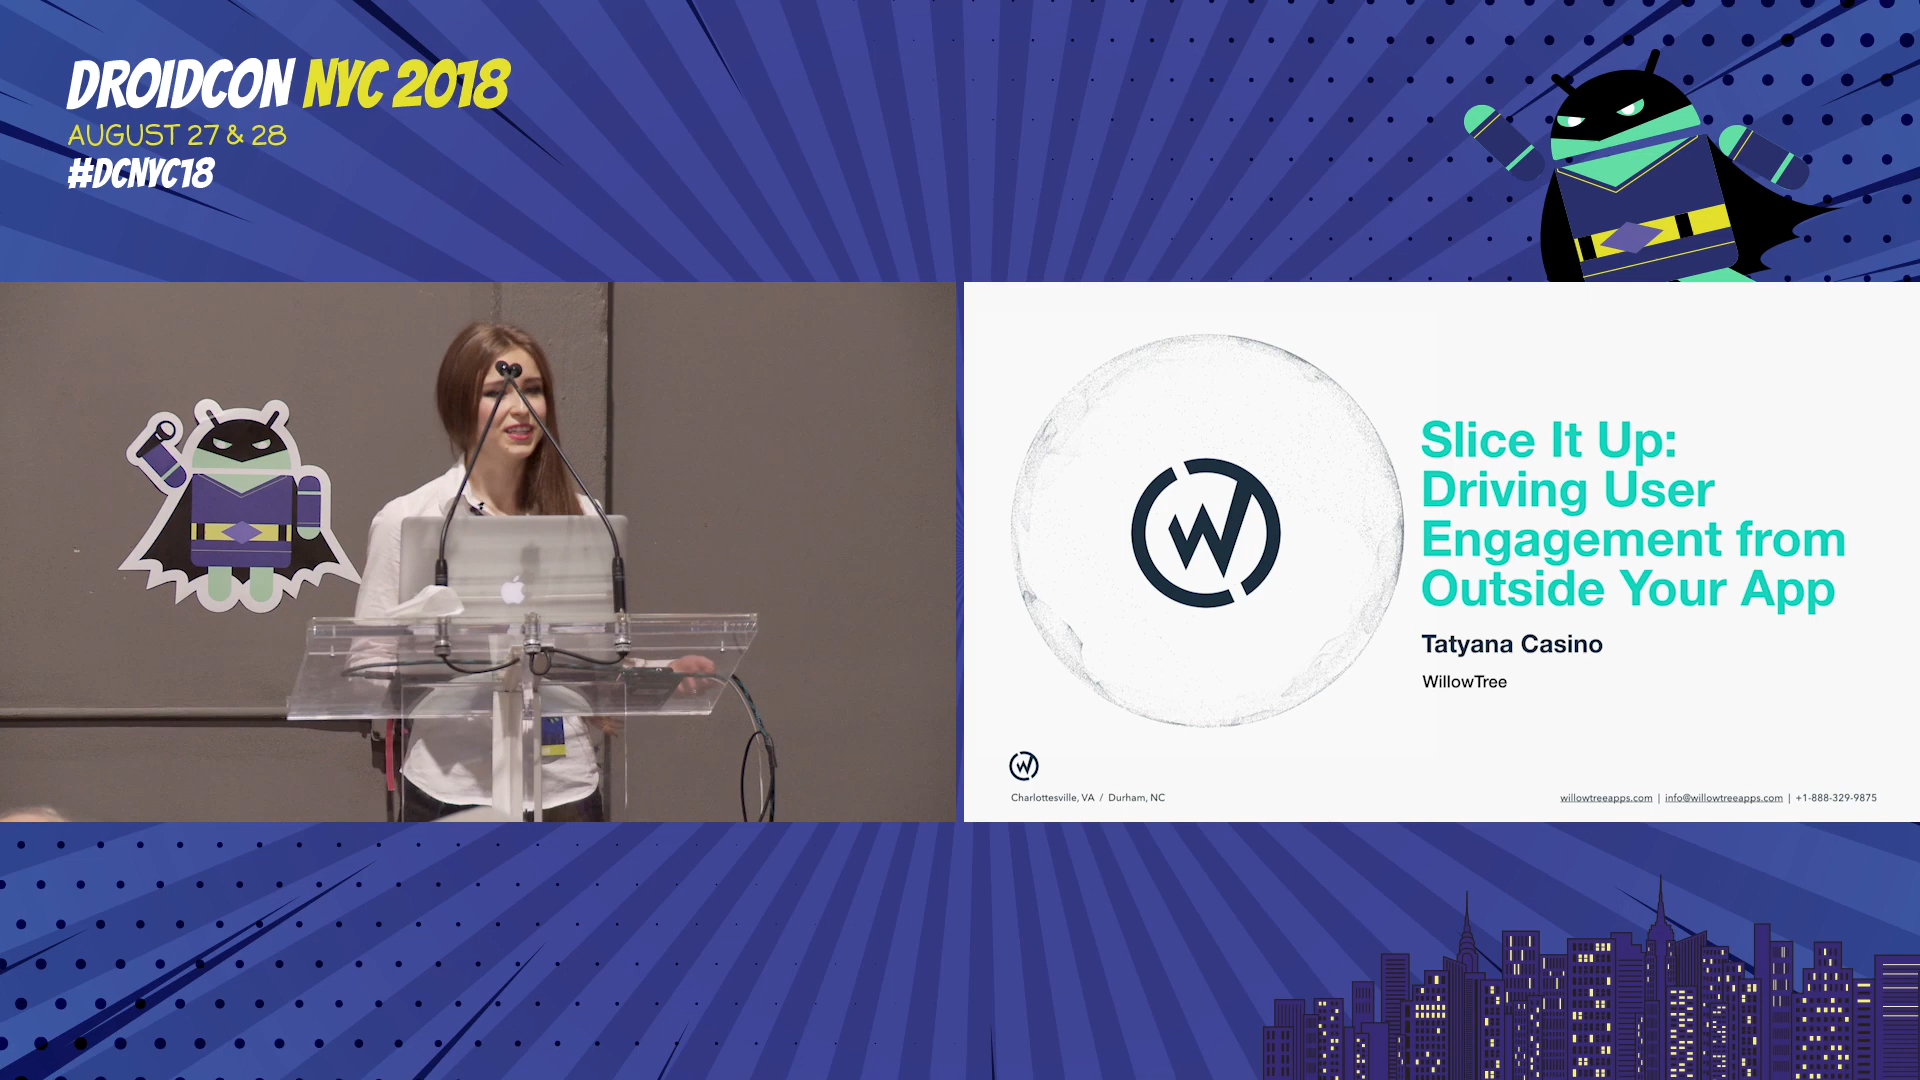 DROIDCON NYC 2018
AUGUST 27 & 28
#DCNYC18
Slice It Up:
Driving User
Engagement from
Outside Your App
Tatyana Casino
WillowTree
Charlottesville, VA / Durham, NC
willowtreeapps.com | info@willowtreeapps.com | +1-888-329-9875